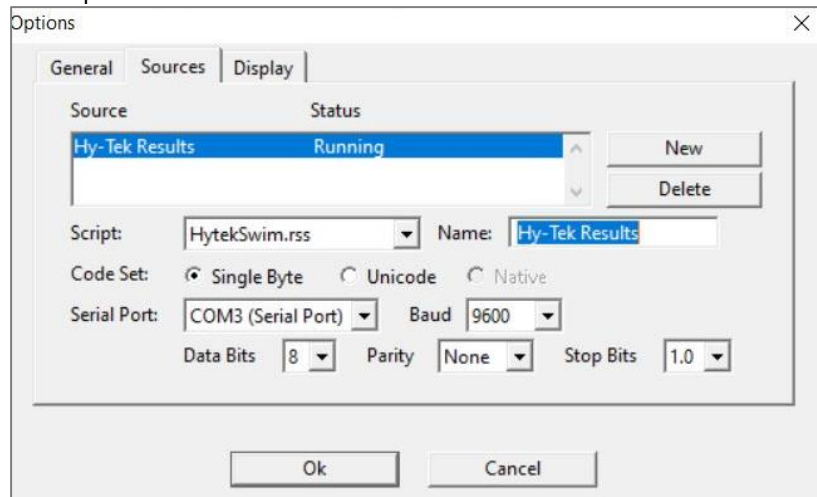 Options
General Sources Display
Source Status
Hy-Tek Results Running
New
Delete
Script: HytekSwim.rss Name: Hy-Tek Results
Code Set: Single Byte Unicode Native
Serial Port: COM3 (Serial Port) Baud 9600
Data Bits 8 Parity None Stop Bits 1.0
Ok Cancel